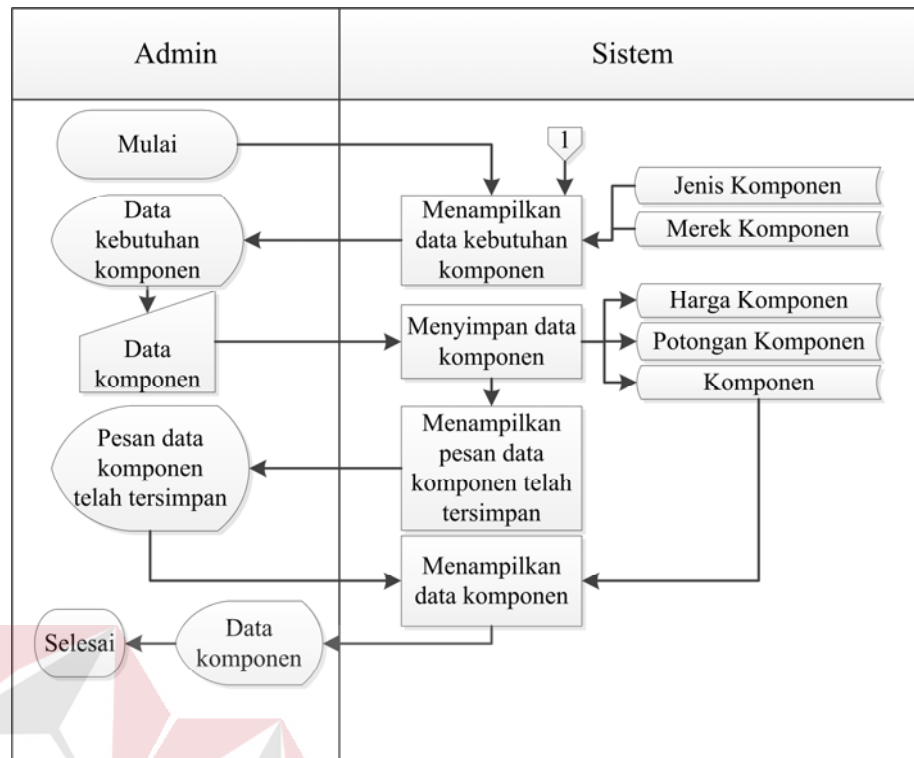 Admin
Sistem
Mulai
1
Jenis Komponen
Merek Komponen
Menampilkan
data kebutuhan
komponen
Data
kebutuhan
komponen
Data
komponen
Menyimpan data
komponen
Harga Komponen
Potongan Komponen
Komponen
Menampilkan
pesan data
komponen telah
tersimpan
Pesan data
komponen
telah tersimpan
Menampilkan
data komponen
Data
komponen
Selesai